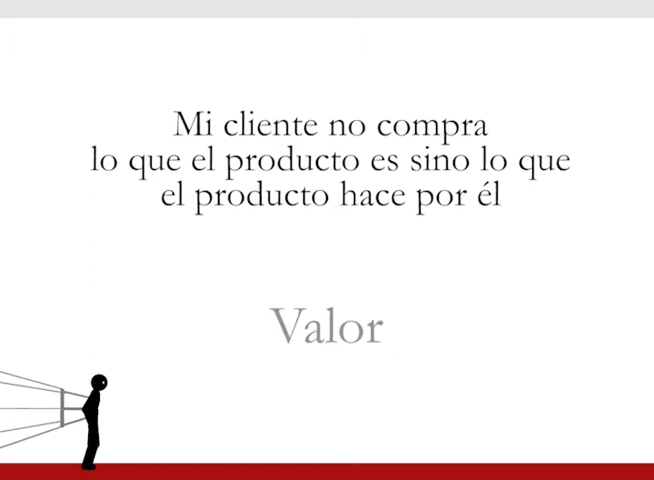 Mi cliente no compra
lo que el producto es sino lo que
el producto hace por él
Valor